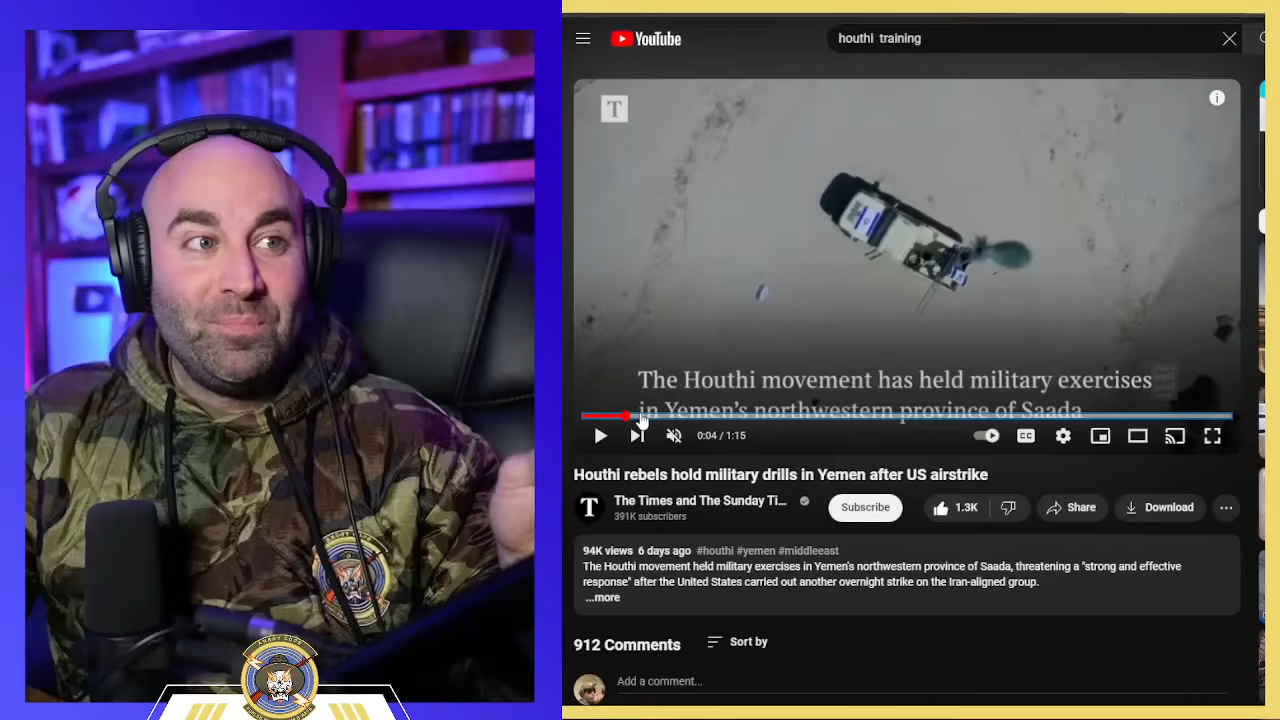 YouTube
houthi training
T
The Houthi movement has held military exercises
in Yemen's northwestern province of Saada
0:04 / 1:15
CC
Houthi rebels hold military drills in Yemen after US airstrike
T
The Times and The Sunday Ti...
391K subscribers
Subscribe
1.3K
Share
Download
94K views 6 days ago #houthi #yemen #middleeast
The Houthi movement held military exercises in Yemen's northwestern province of Saada, threatening a "strong and effective
response" after the United States carried out another overnight strike on the Iran-aligned group.
...more
912 Comments
Sort by
Add a comment...
ANGRY COPS